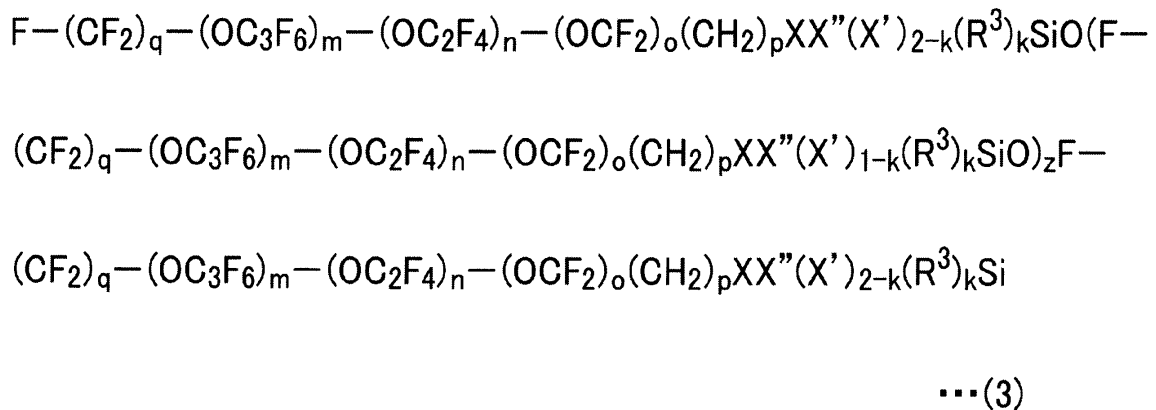 F—(CF₂)q—(OC₃F₆)m—(OC₂F₄)n—(OCF₂)o(CH₂)pXX”(X’)₂₋k(R³)kSiO(F—
(CF₂)q—(OC₃F₆)m—(OC₂F₄)n—(OCF₂)o(CH₂)pXX”(X’)₁₋k(R³)kSiO)zF—
(CF₂)q—(OC₃F₆)m—(OC₂F₄)n—(OCF₂)o(CH₂)pXX”(X’)₂₋k(R³)kSi
···(3)